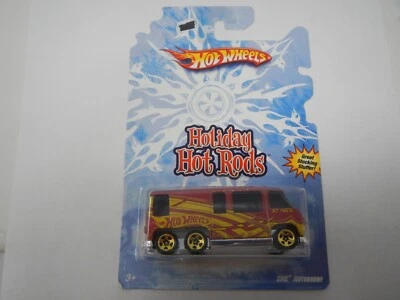 HOT WHEELS
Holiday
Hot Rods
Great
Stocking
Stuffer!
HOT WHEELS
3+
GMC MOTORHOME